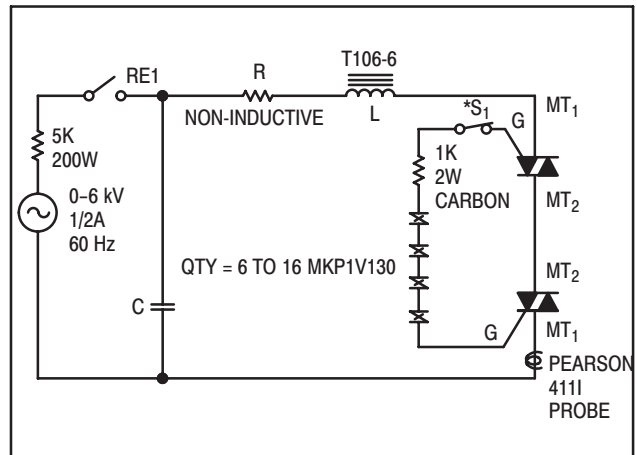 T106-6
RE1
R
MT1
*S1
G
NON-INDUCTIVE
L
5K
200W
1K
2W
CARBON
0–6 kV
1/2A
60 Hz
MT2
QTY = 6 TO 16 MKP1V130
MT2
C
G
MT1
PEARSON
411I
PROBE